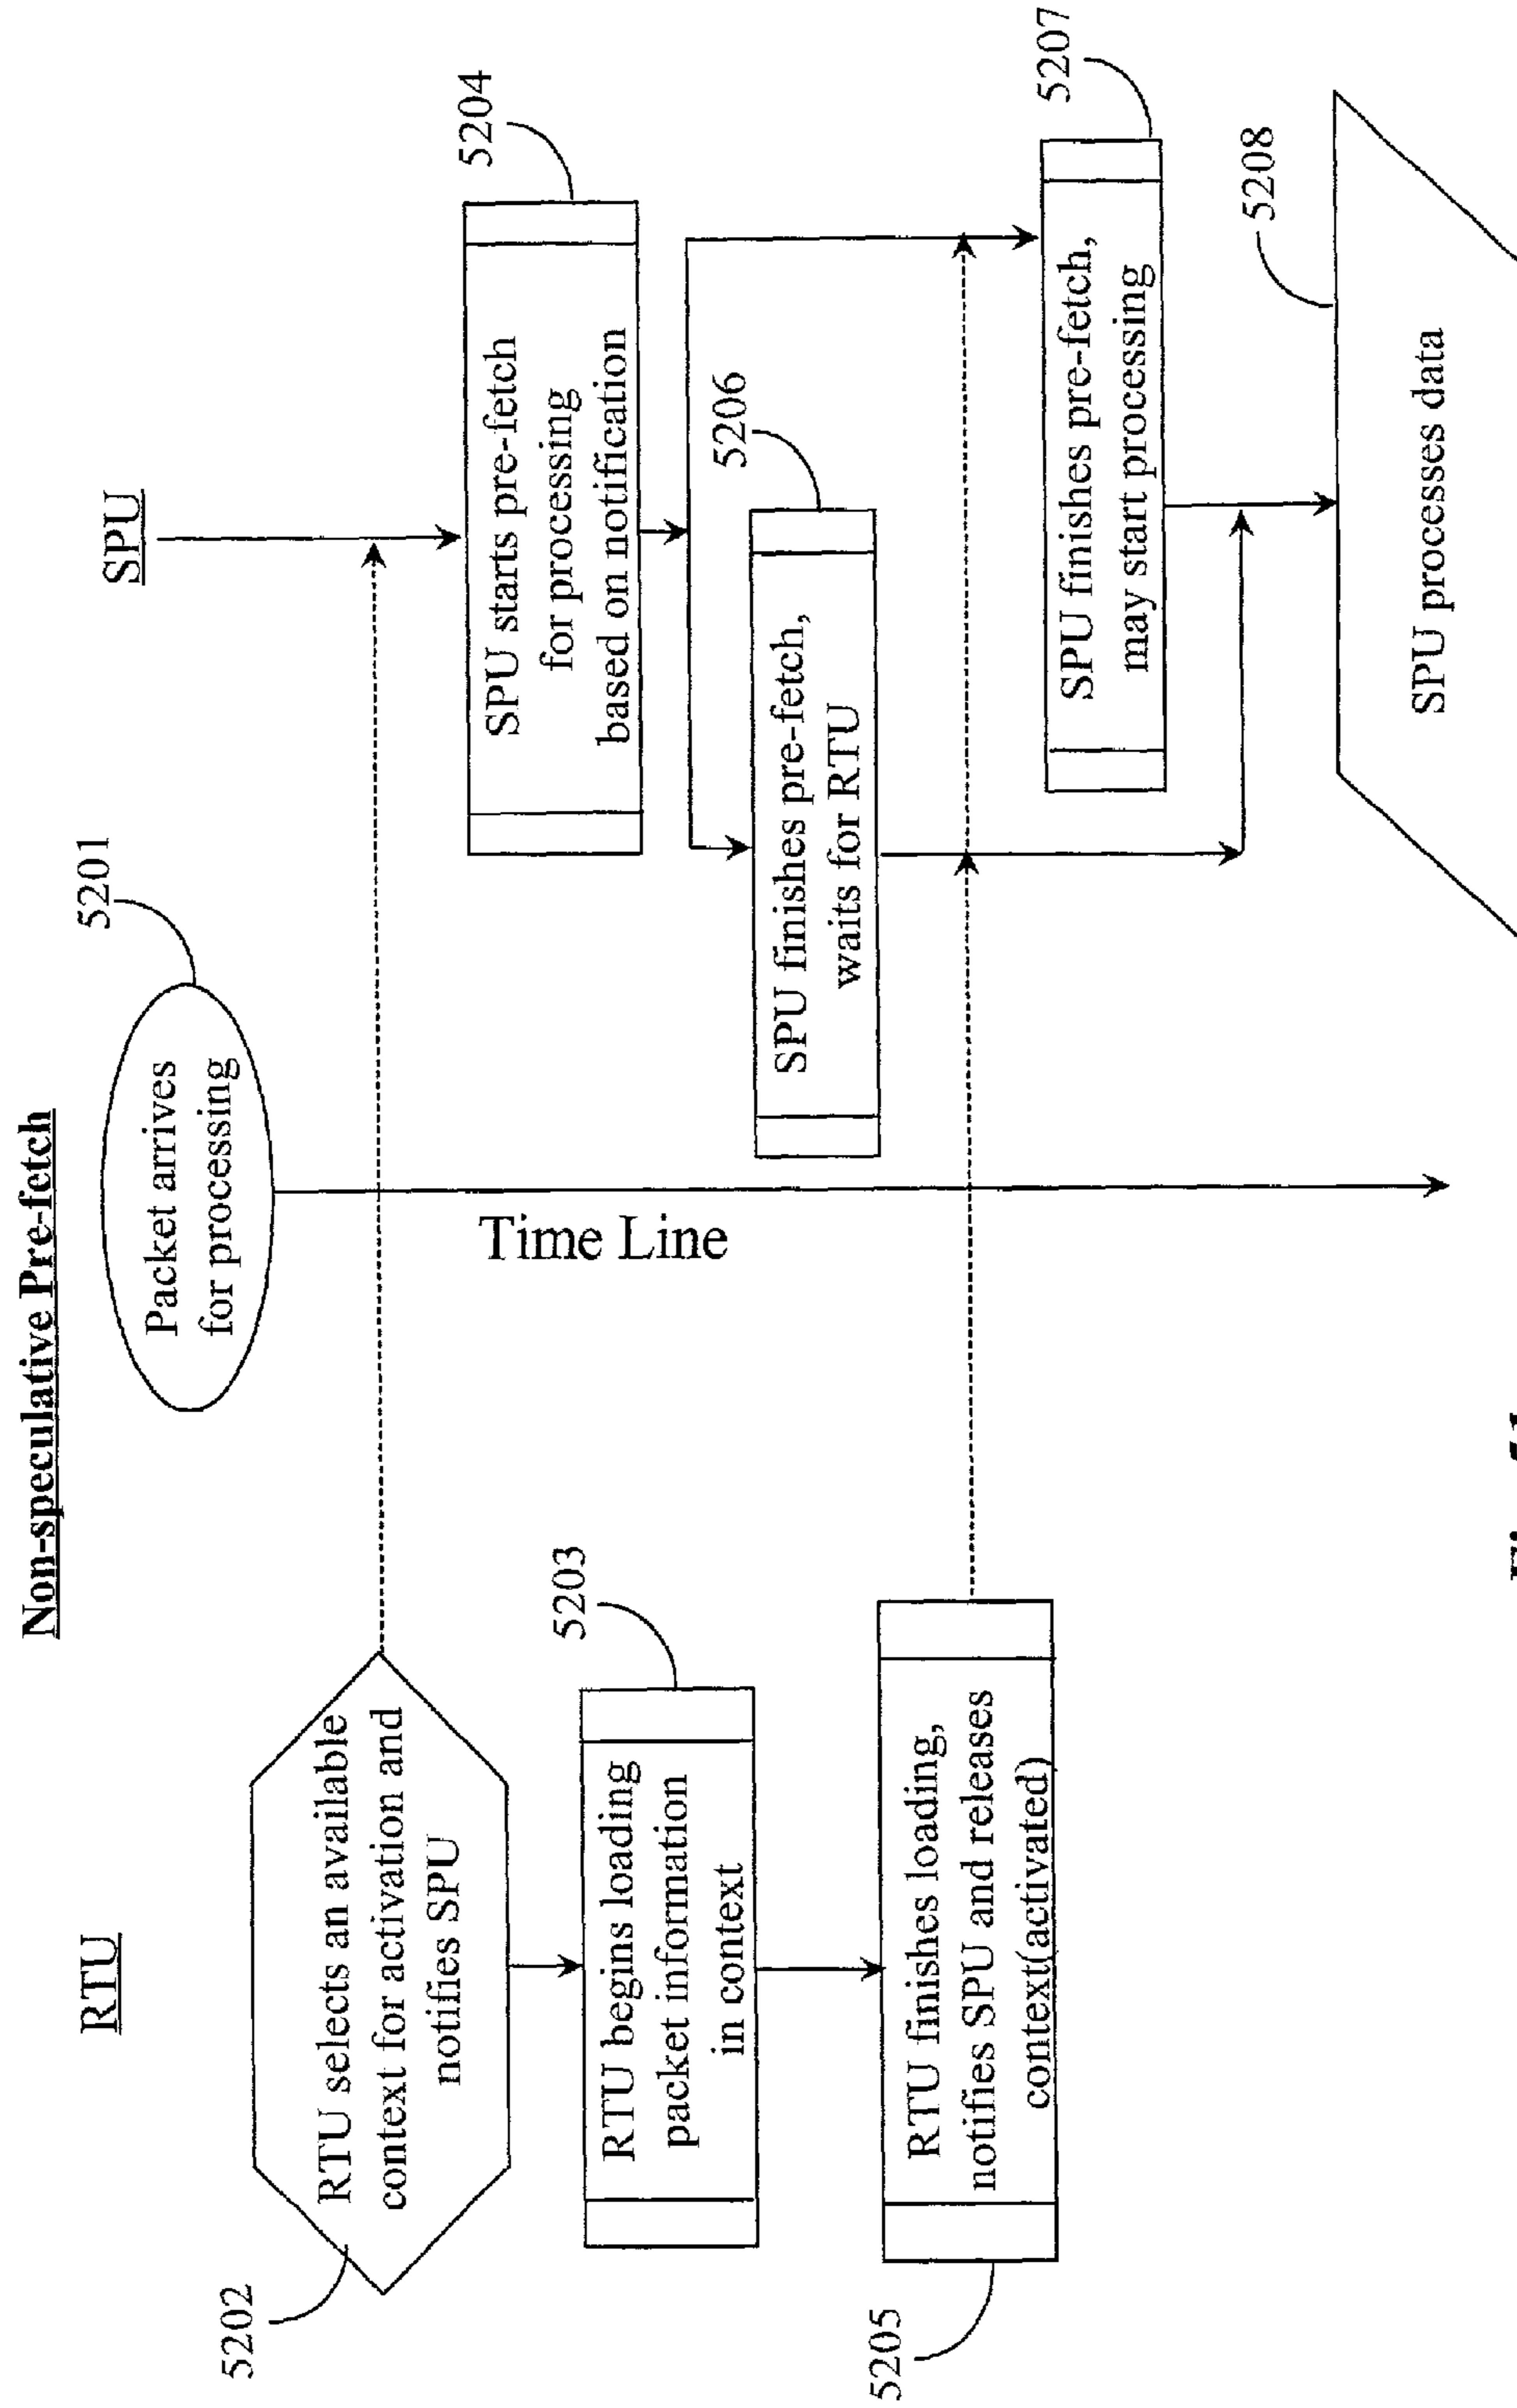 Non-speculative Pre-fetch
RTU
SPU
5201
Packet arrives
for processing
5202
RTU selects an available
context for activation and
notifies SPU
5204
SPU starts pre-fetch
for processing
based on notification
Time Line
5203
RTU begins loading
packet information
in context
5206
SPU finishes pre-fetch,
waits for RTU
5205
RTU finishes loading,
notifies SPU and releases
context(activated)
5207
SPU finishes pre-fetch,
may start processing
5208
SPU processes data